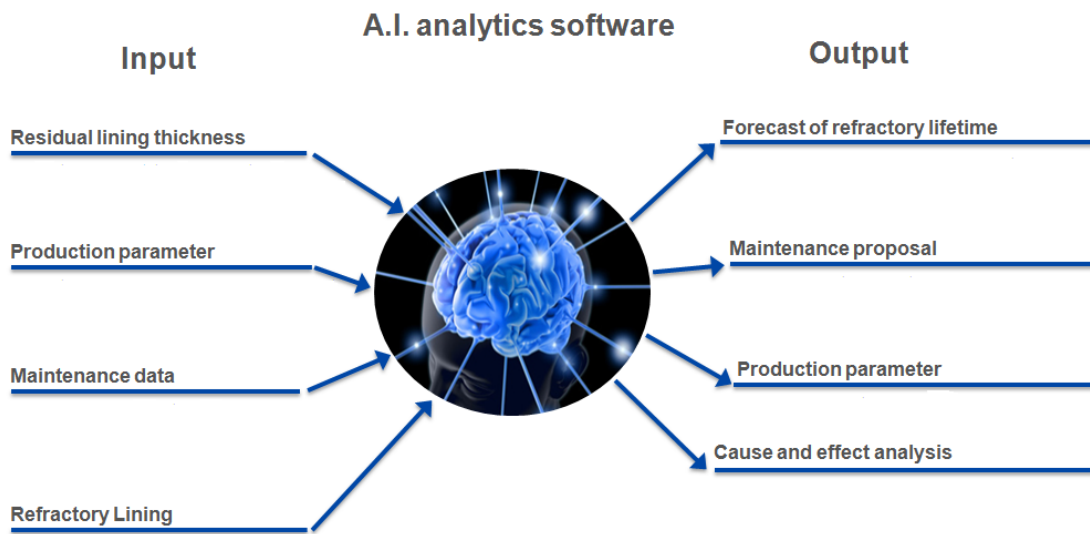 A.I. analytics software
Input
Output
Residual lining thickness
Production parameter
Maintenance data
Refractory Lining
Forecast of refractory lifetime
Maintenance proposal
Production parameter
Cause and effect analysis